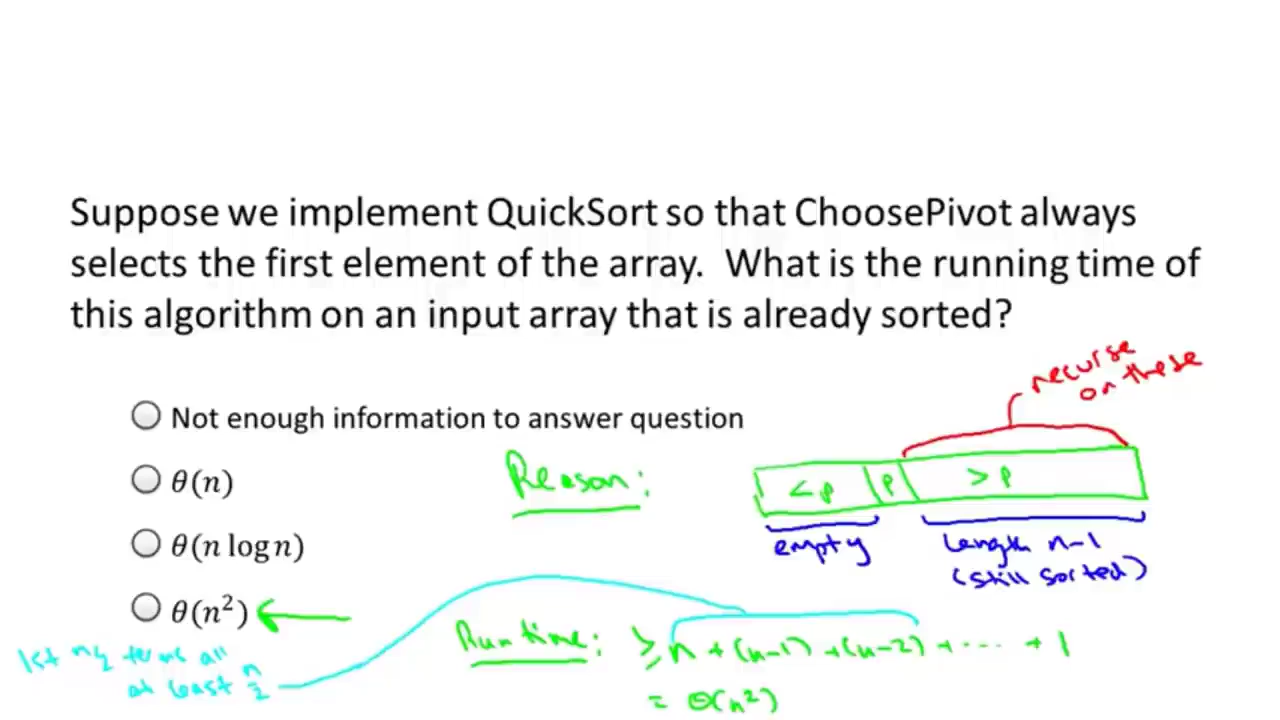 Suppose we implement QuickSort so that ChoosePivot always
selects the first element of the array. What is the running time of
this algorithm on an input array that is already sorted?
recurse
on these
Not enough information to answer question
Reason:
< p p > p
θ(n)
empty
length n-1
(still sorted)
θ(n log n)
θ(n²)
Runtime: ≥ n + (n-1) + (n-2) + ... + 1
= Θ(n²)
1st n/2 terms all
at least n/2